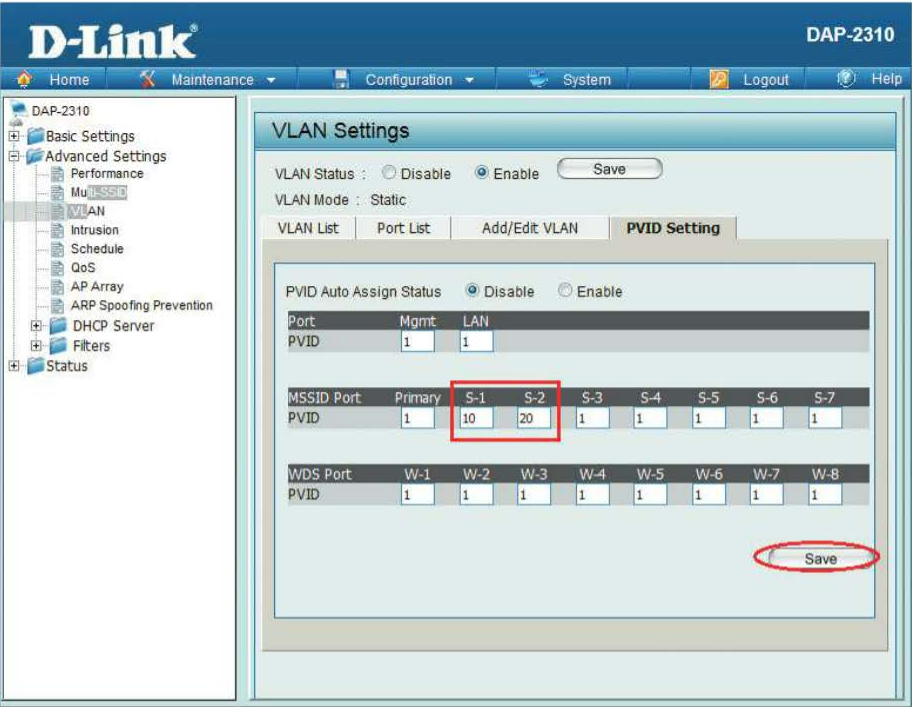 D-Link®
DAP-2310
Home
Maintenance
Configuration
System
Logout
Help
DAP-2310
Basic Settings
Advanced Settings
Performance
Multi-SSID
VLAN
Intrusion
Schedule
QoS
AP Array
ARP Spoofing Prevention
DHCP Server
Filters
Status
VLAN Settings
VLAN Status : Disable Enable Save
VLAN Mode : Static
VLAN List Port List Add/Edit VLAN PVID Setting
PVID Auto Assign Status Disable Enable
Port Mgmt LAN
PVID 1 1
MSSID Port Primary S-1 S-2 S-3 S-4 S-5 S-6 S-7
PVID 1 10 20 1 1 1 1 1
WDS Port W-1 W-2 W-3 W-4 W-5 W-6 W-7 W-8
PVID 1 1 1 1 1 1 1 1
Save